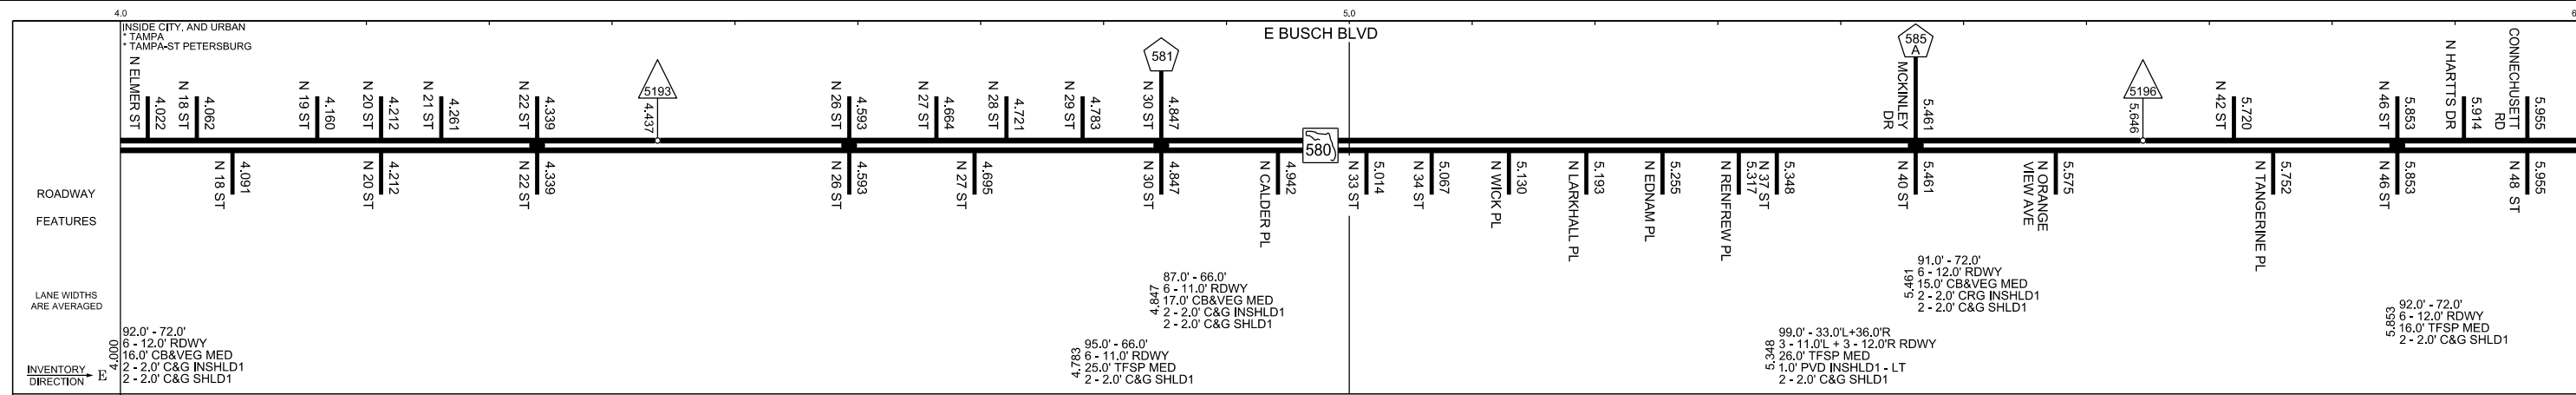 4.0
5.0
6
INSIDE CITY, AND URBAN
* TAMPA
* TAMPA-ST PETERSBURG
E BUSCH BLVD
N ELMER ST
4.022
N 18 ST
4.062
N 19 ST
4.160
N 20 ST
4.212
N 21 ST
4.261
N 22 ST
4.339
5193
4.437
N 26 ST
4.593
N 27 ST
4.664
N 28 ST
4.721
N 29 ST
4.783
581
N 30 ST
4.847
585
A
MCKINLEY
DR
5.461
5196
5.646
N 42 ST
5.720
N 46 ST
5.853
N HARTTS DR
5.914
CONNECHUSETT
RD
5.955
580
ROADWAY
FEATURES
N 18 ST
4.091
N 20 ST
4.212
N 22 ST
4.339
N 26 ST
4.593
N 27 ST
4.695
N 30 ST
4.847
N CALDER PL
4.942
N 33 ST
5.014
N 34 ST
5.067
N WICK PL
5.130
N LARKHALL PL
5.193
N EDNAM PL
5.255
N RENFREW PL
5.317
N 37 ST
5.348
N 40 ST
5.461
N ORANGE
VIEW AVE
5.575
N TANGERINE PL
5.752
N 46 ST
5.853
N 48 ST
5.955
LANE WIDTHS
ARE AVERAGED
INVENTORY
DIRECTION
E
4.000
92.0' - 72.0'
6 - 12.0' RDWY
16.0' CB&VEG MED
2 - 2.0' C&G INSHLD1
2 - 2.0' C&G SHLD1
4.783
95.0' - 66.0'
6 - 11.0' RDWY
25.0' TFSP MED
2 - 2.0' C&G SHLD1
4.847
87.0' - 66.0'
6 - 11.0' RDWY
17.0' CB&VEG MED
2 - 2.0' C&G INSHLD1
2 - 2.0' C&G SHLD1
5.348
99.0' - 33.0'L+36.0'R
3 - 11.0'L + 3 - 12.0'R RDWY
26.0' TFSP MED
1.0' PVD INSHLD1 - LT
2 - 2.0' C&G SHLD1
5.461
91.0' - 72.0'
6 - 12.0' RDWY
15.0' CB&VEG MED
2 - 2.0' CRG INSHLD1
2 - 2.0' C&G SHLD1
5.853
92.0' - 72.0'
6 - 12.0' RDWY
16.0' TFSP MED
2 - 2.0' C&G SHLD1